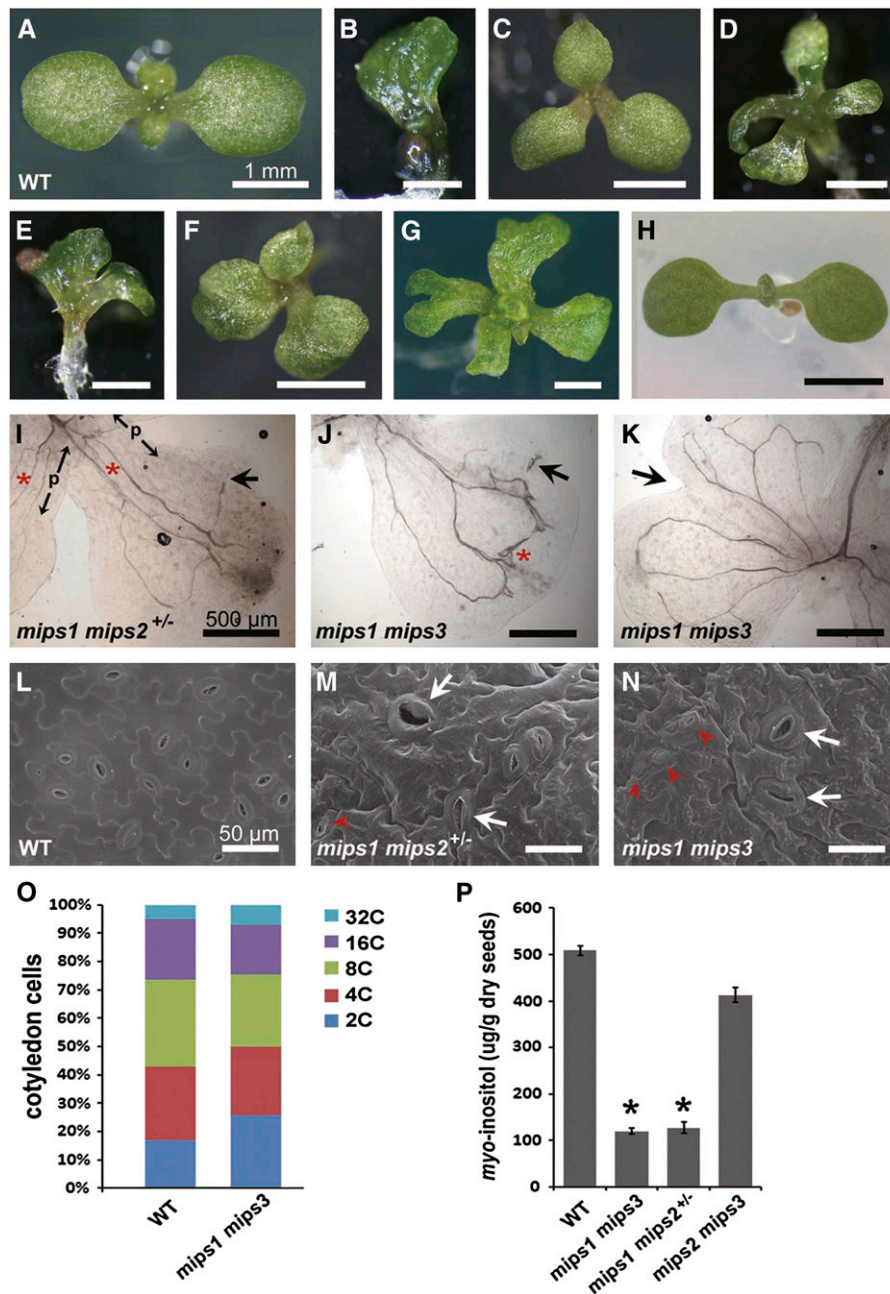 A
WT
1 mm
B
C
D
E
F
G
H
I
p
p
*
*
mips1 mips2+/-
500 µm
J
*
mips1 mips3
K
mips1 mips3
L
WT
50 µm
M
mips1 mips2+/-
N
mips1 mips3
O
100%
90%
80%
70%
60%
50%
40%
30%
20%
10%
0%
cotyledon cells
WT
mips1 mips3
32C
16C
8C
4C
2C
P
600
500
400
300
200
100
0
myo-inositol (ug/g dry seeds)
*
*
WT
mips1 mips3
mips1 mips2+/-
mips2 mips3